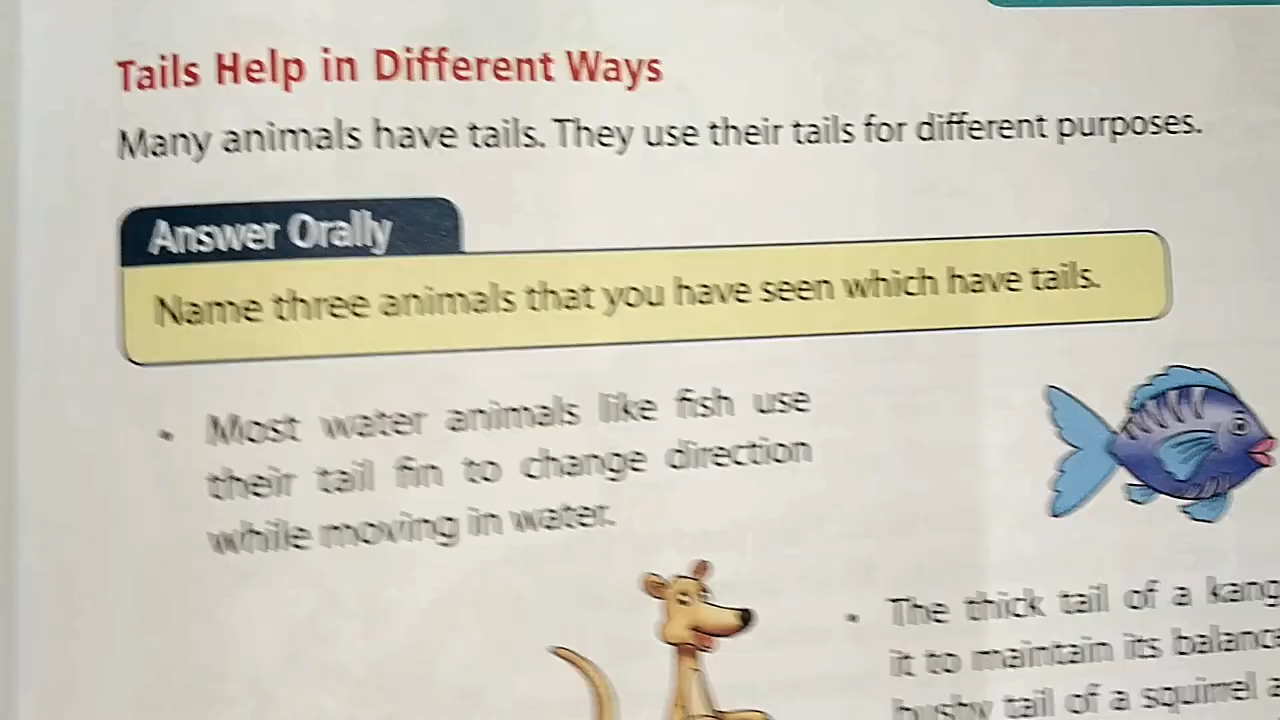 Tails Help in Different Ways
Many animals have tails. They use their tails for different purposes.
Answer Orally
Name three animals that you have seen which have tails.
• Most water animals like fish use
their tail fin to change direction
while moving in water.
• The thick tail of a kang
it to maintain its balance
bushy tail of a squirrel a